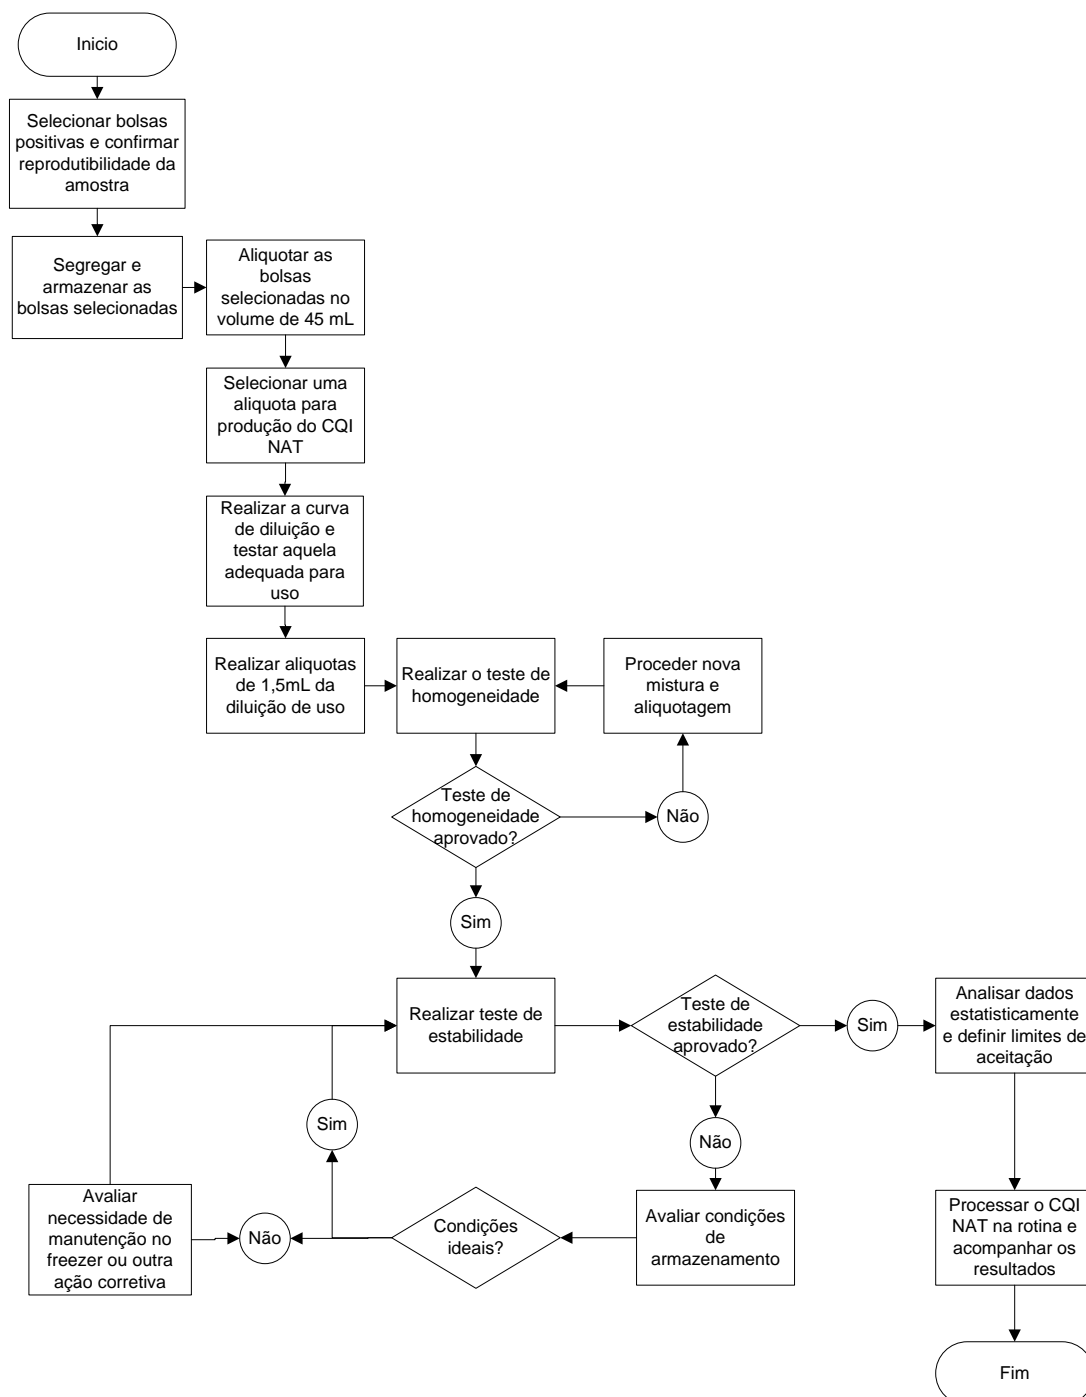 Inicio
Selecionar bolsas
positivas e confirmar
reprodutibilidade da
amostra
Segregar e
armazenar as
bolsas selecionadas
Aliquotar as
bolsas
selecionadas no
volume de 45 mL
Selecionar uma
aliquota para
produção do CQI
NAT
Realizar a curva
de diluição e
testar aquela
adequada para
uso
Realizar aliquotas
de 1,5mL da
diluição de uso
Realizar o teste de
homogeneidade
Proceder nova
mistura e
aliquotagem
Teste de
homogeneidade
aprovado?
Não
Sim
Realizar teste de
estabilidade
Teste de
estabilidade
aprovado?
Sim
Analisar dados
estatisticamente
e definir limites de
aceitação
Não
Sim
Avaliar condições
de
armazenamento
Condições
ideais?
Não
Avaliar
necessidade de
manutenção no
freezer ou outra
ação corretiva
Processar o CQI
NAT na rotina e
acompanhar os
resultados
Fim